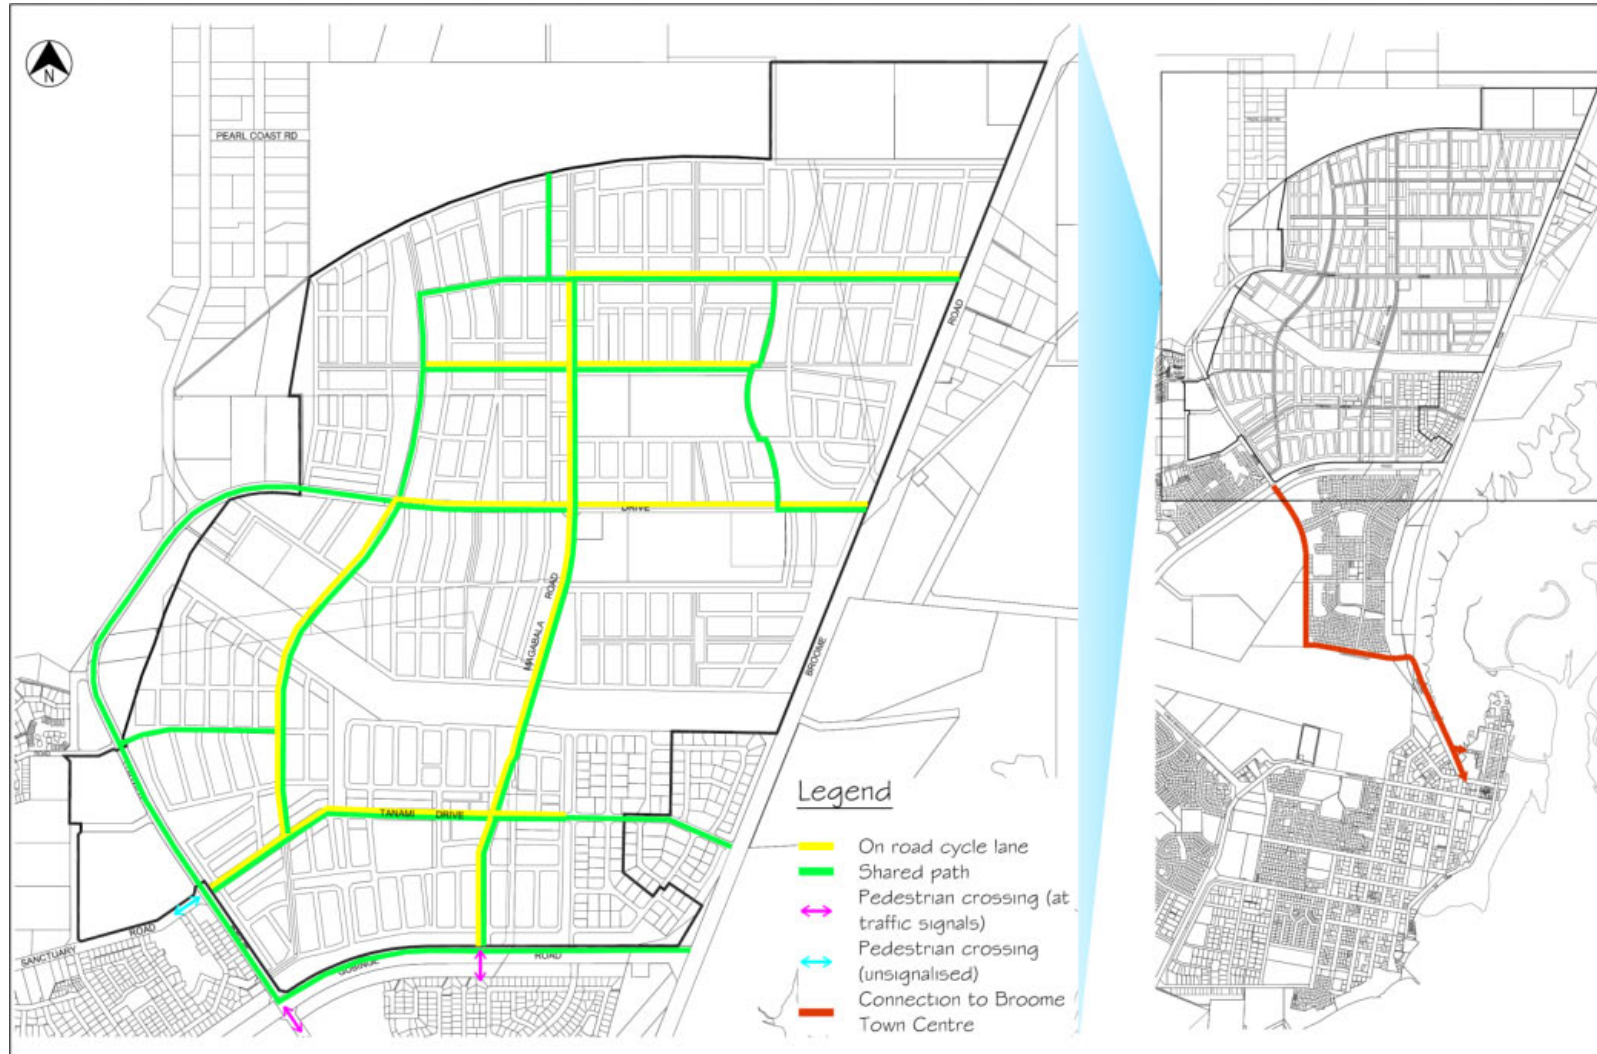 N
PEARL COAST RD
ROAD
DRIVE
MAGABALA ROAD
BROOME
ROAD
TANAMI DRIVE
SANCTUARY ROAD
GUBINGE ROAD
Legend
On road cycle lane
Shared path
Pedestrian crossing (at
traffic signals)
Pedestrian crossing
(unsignalised)
Connection to Broome
Town Centre